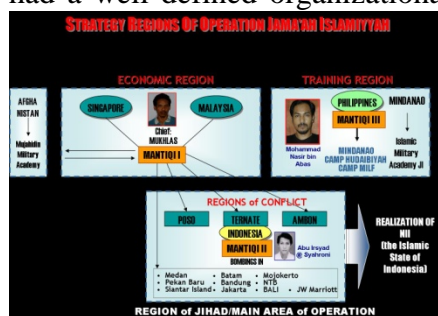 had a well defined organization
STRATEGY REGIONS OF OPERATION JAMA'AH ISLAMIYYAH
ECONOMIC REGION
TRAINING REGION
AFGHA
NISTAN
Mujahidin
Military
Academy
SINGAPORE
MALAYSIA
Chief:
MUKHLAS
MANTIQI I
Mohammad
Nasir bin
Abas
PHILIPPINES
MANTIQI III
MINDANAO
CAMP HUDAIBIYAH
CAMP MILF
MINDANAO
Islamic
Military
Academy JI
REGIONS of CONFLICT
POSO
TERNATE
AMBON
INDONESIA
MANTIQI II
BOMBINGS IN
Abu Irsyad
@ Syahroni
• Medan
• Pekan Baru
• Siantar Island
• Batam
• Bandung
• Jakarta
• Mojokerto
• NTB
• BALI
• JW Marriott
REALIZATION OF
NII
(the Islamic
State of
Indonesia)
REGION of JIHAD/MAIN AREA of OPERATION